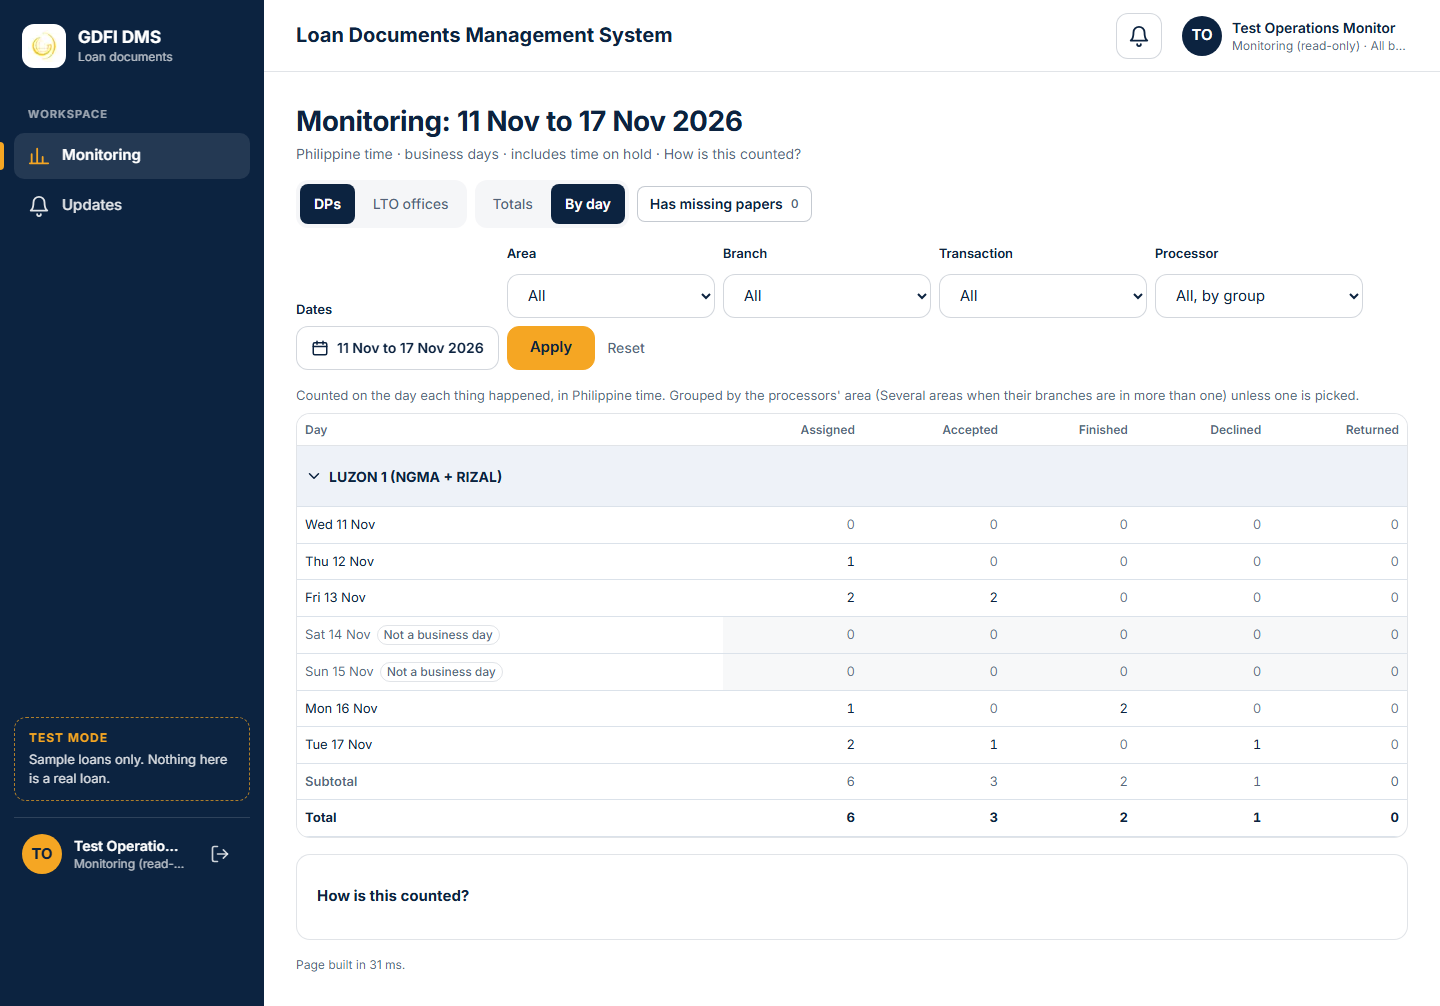 GDFI DMS
Loan documents
WORKSPACE
Monitoring
Updates
TEST MODE
Sample loans only. Nothing here
is a real loan.
TO
Test Operatio...
Monitoring (read-...
Loan Documents Management System
TO
Test Operations Monitor
Monitoring (read-only) · All b...
Monitoring: 11 Nov to 17 Nov 2026
Philippine time · business days · includes time on hold · How is this counted?
DPs LTO offices Totals By day Has missing papers 0
Area Branch Transaction Processor
All All All All, by group
Dates
11 Nov to 17 Nov 2026 Apply Reset
Counted on the day each thing happened, in Philippine time. Grouped by the processors' area (Several areas when their branches are in more than one) unless one is picked.
Day Assigned Accepted Finished Declined Returned
LUZON 1 (NGMA + RIZAL)
Wed 11 Nov 0 0 0 0 0
Thu 12 Nov 1 0 0 0 0
Fri 13 Nov 2 2 0 0 0
Sat 14 Nov Not a business day 0 0 0 0 0
Sun 15 Nov Not a business day 0 0 0 0 0
Mon 16 Nov 1 0 2 0 0
Tue 17 Nov 2 1 0 1 0
Subtotal 6 3 2 1 0
Total 6 3 2 1 0
How is this counted?
Page built in 31 ms.